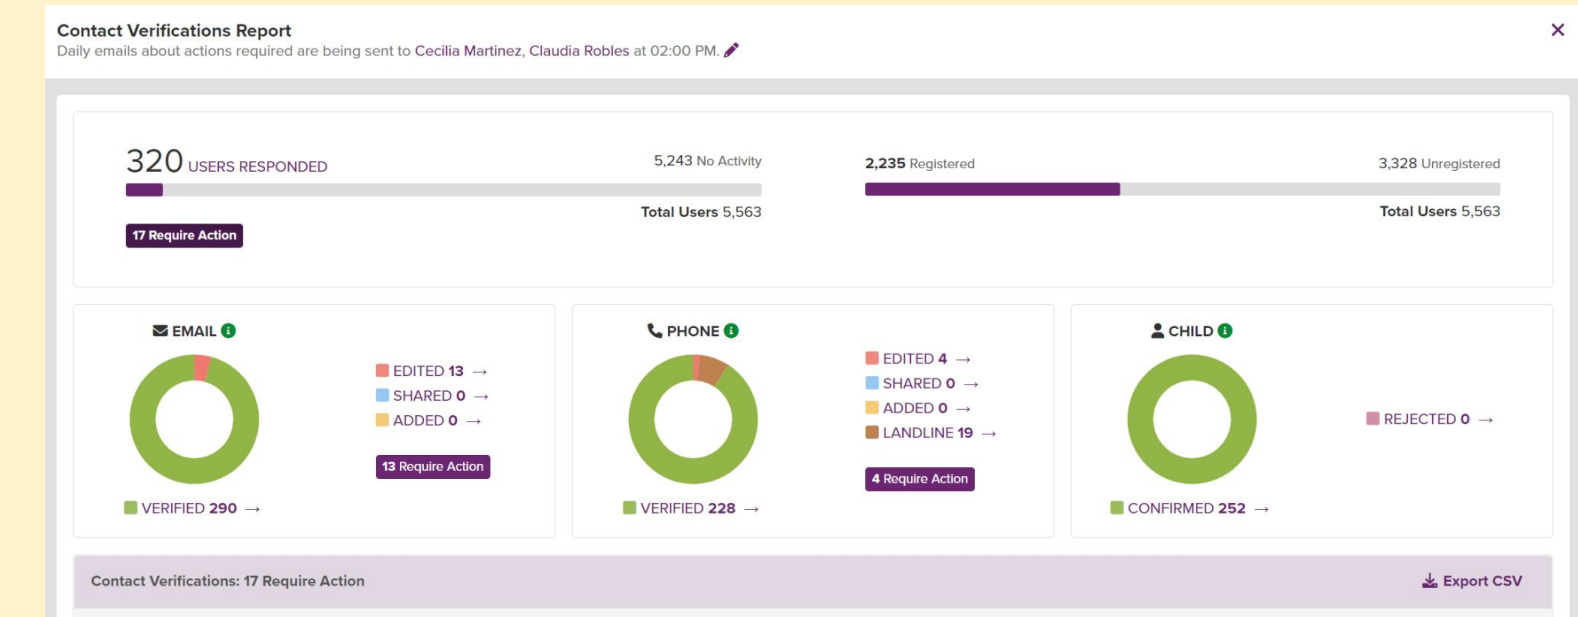 Contact Verifications Report
Daily emails about actions required are being sent to Cecilia Martinez, Claudia Robles at 02:00 PM.
320 USERS RESPONDED
5,243 No Activity
Total Users 5,563
17 Require Action
2,235 Registered
3,328 Unregistered
Total Users 5,563
EMAIL
EDITED 13 →
SHARED 0 →
ADDED 0 →
13 Require Action
VERIFIED 290 →
PHONE
EDITED 4 →
SHARED 0 →
ADDED 0 →
LANDLINE 19 →
4 Require Action
VERIFIED 228 →
CHILD
REJECTED 0 →
CONFIRMED 252 →
Contact Verifications: 17 Require Action
Export CSV